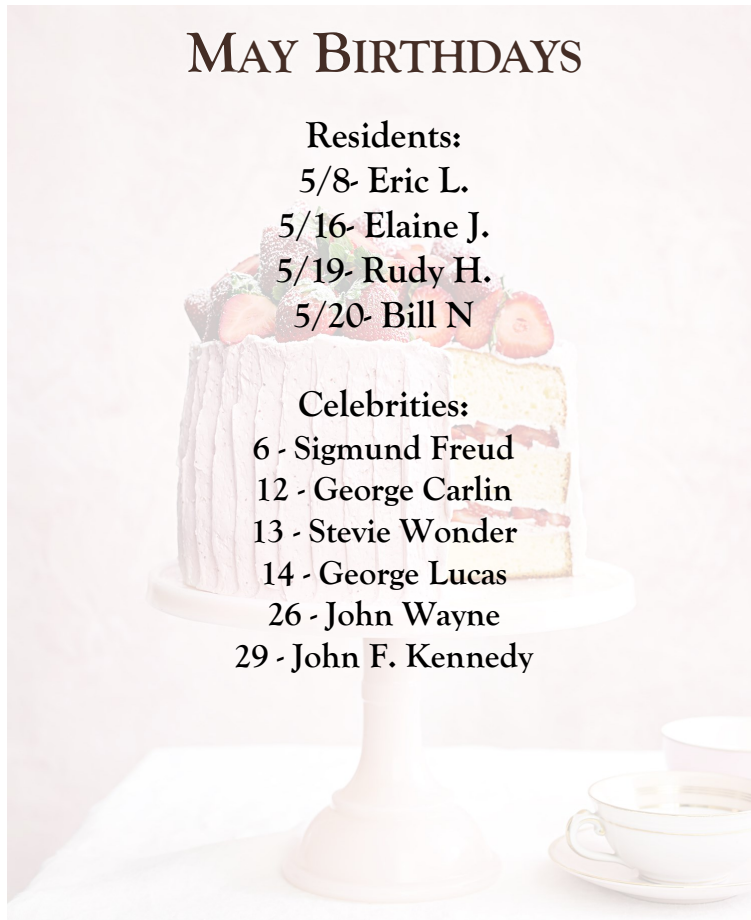 May Birthdays
Residents:
5/8- Eric L.
5/16- Elaine J.
5/19- Rudy H.
5/20- Bill N
Celebrities:
6 - Sigmund Freud
12 - George Carlin
13 - Stevie Wonder
14 - George Lucas
26 - John Wayne
29 - John F. Kennedy